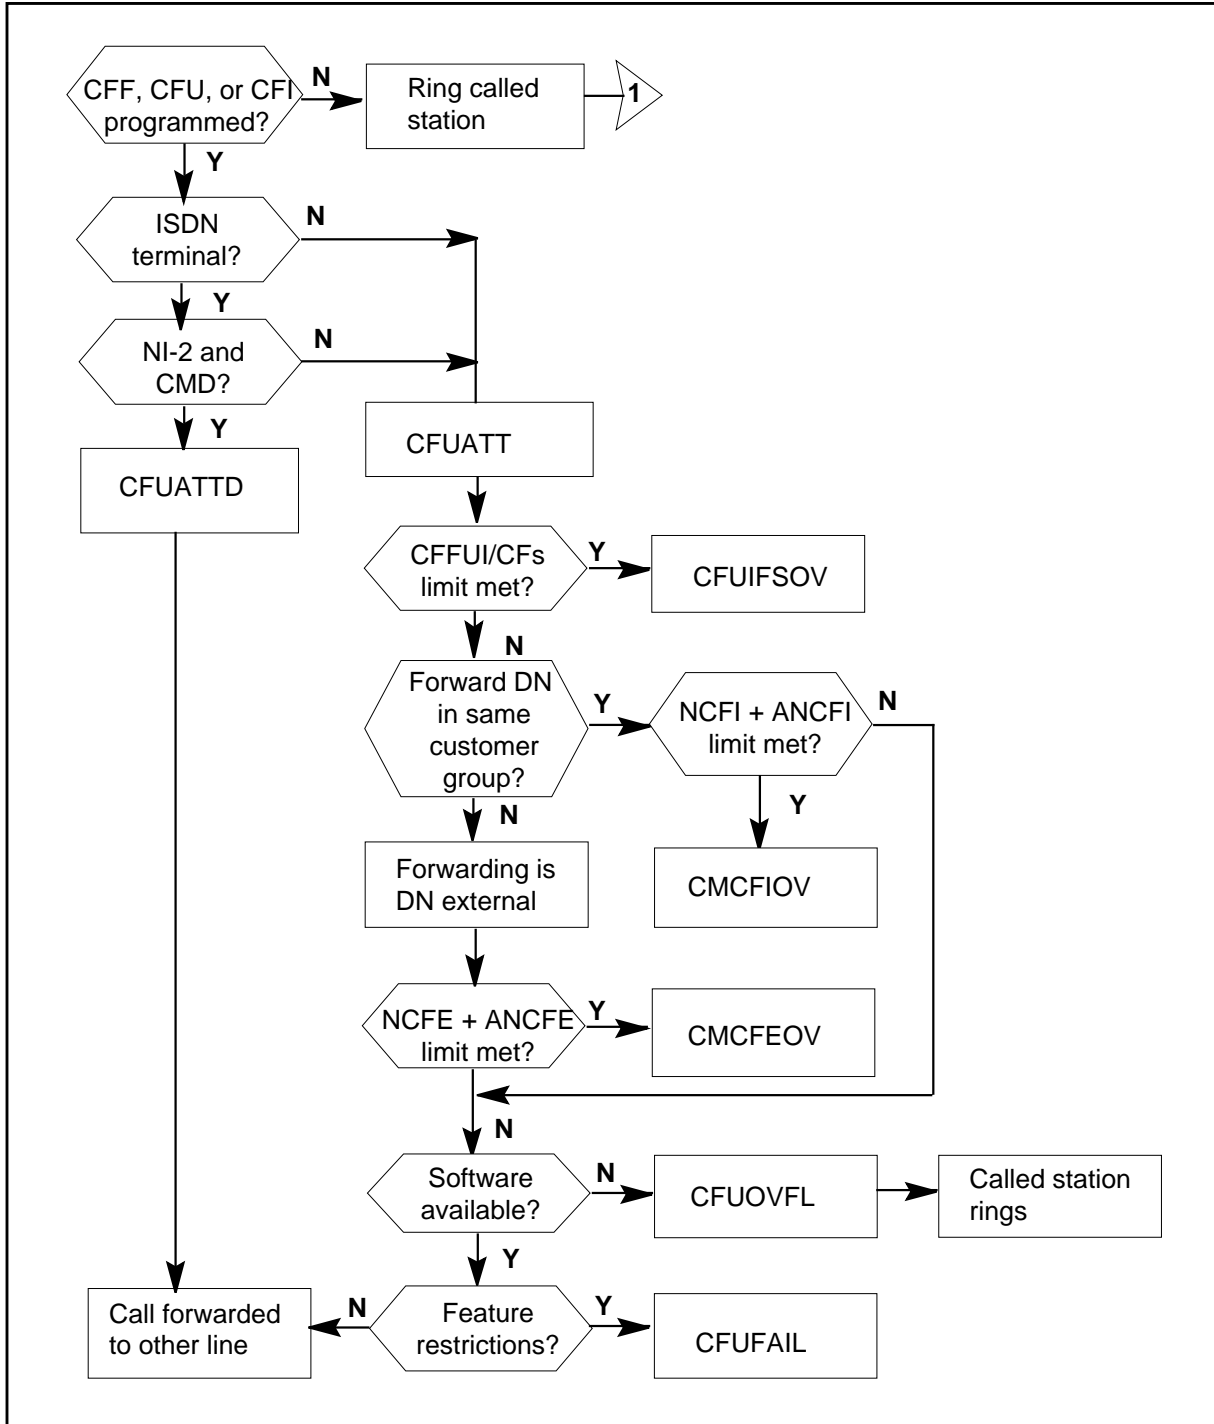 CFF, CFU, or CFI
programmed?
N
Ring called
station
1
Y
ISDN
terminal?
N
Y
NI-2 and
CMD?
N
Y
CFUATTD
CFUATT
CFFUI/CFs
limit met?
Y
CFUIFSOV
N
Forward DN
in same
customer
group?
Y
NCFI + ANCFI
limit met?
N
Y
CMCFIOV
N
Forwarding is
DN external
NCFE + ANCFE
limit met?
Y
CMCFEOV
N
Software
available?
N
CFUOVFL
Called station
rings
Y
Feature
restrictions?
Y
CFUFAIL
N
Call forwarded
to other line